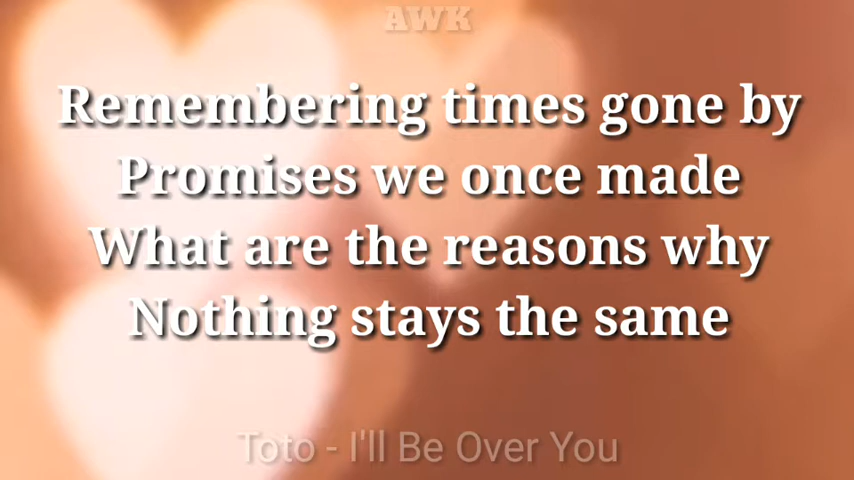 AWK
Remembering times gone by
Promises we once made
What are the reasons why
Nothing stays the same
Toto - I'll Be Over You